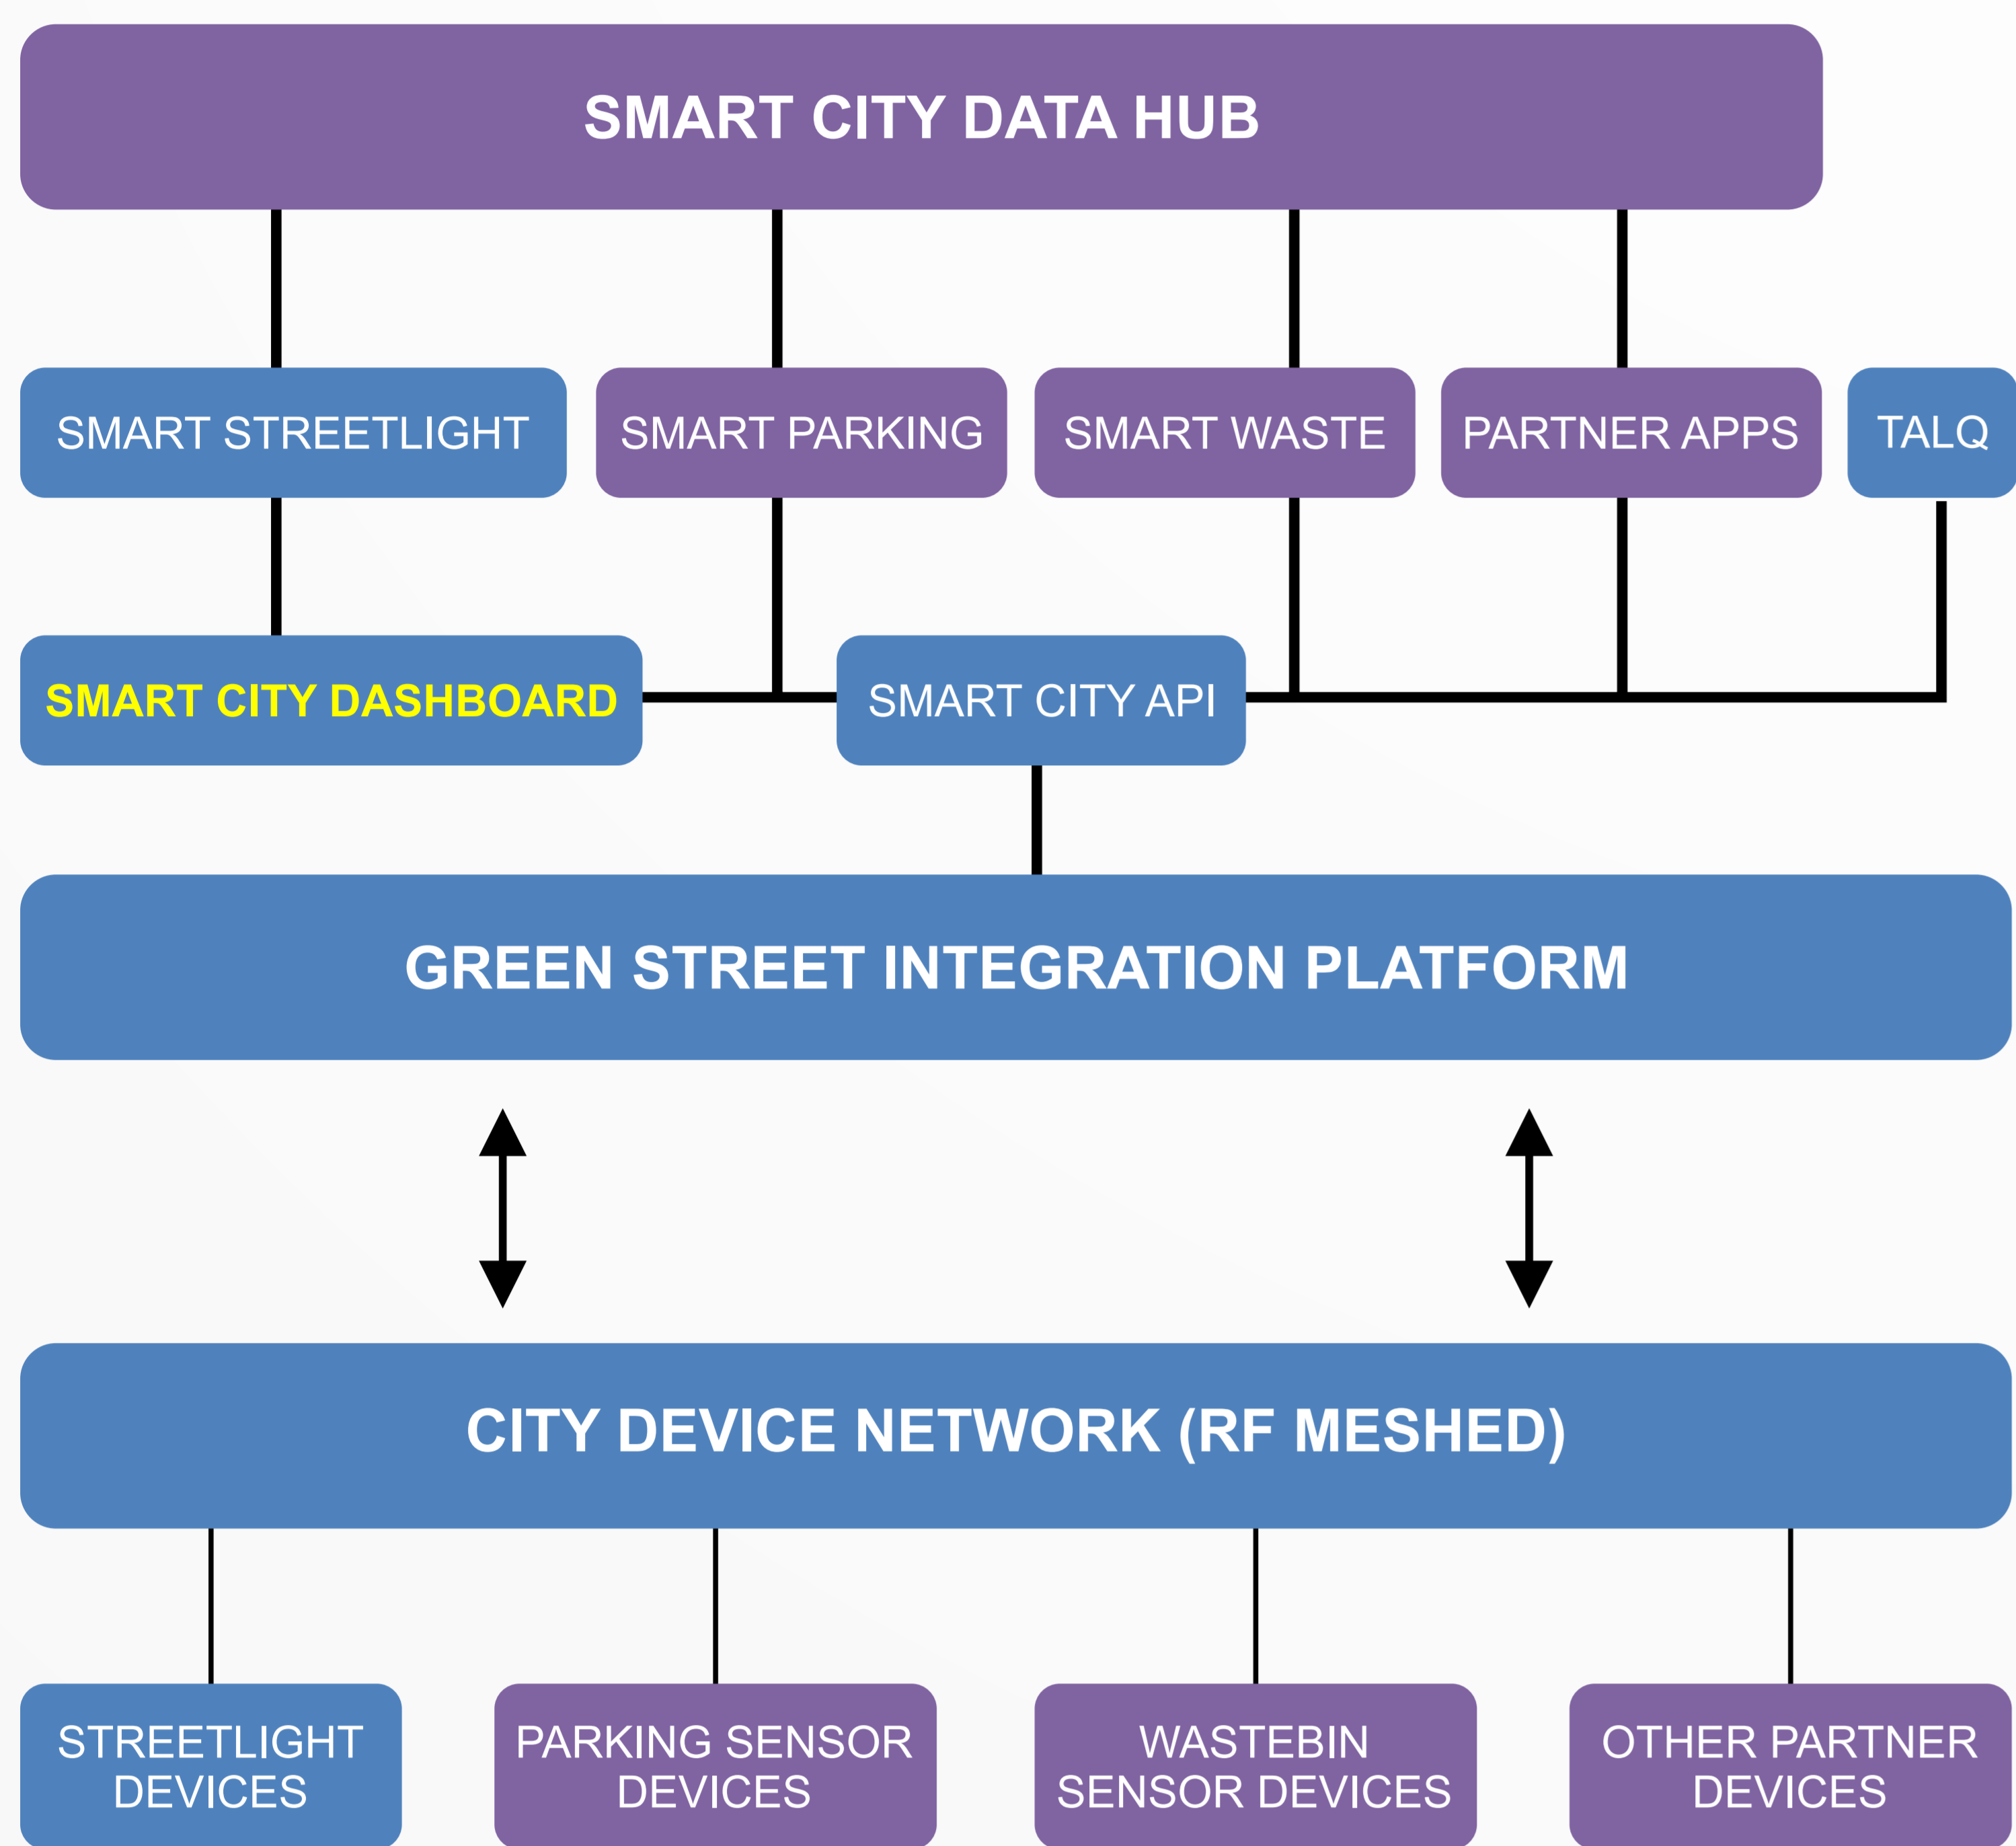 SMART CITY DATA HUB
SMART STREETLIGHT
SMART PARKING
SMART WASTE
PARTNER APPS
TALQ
SMART CITY DASHBOARD
SMART CITY API
GREEN STREET INTEGRATION PLATFORM
CITY DEVICE NETWORK (RF MESHED)
STREETLIGHT
DEVICES
PARKING SENSOR
DEVICES
WASTEBIN
SENSOR DEVICES
OTHER PARTNER
DEVICES